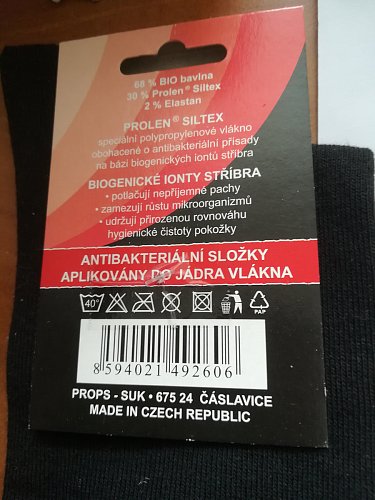 68 % BIO bavlna
30 % Prolen® Siltex
2 % Elastan
PROLEN® SILTEX
speciální polypropylenové vlákno
obohacené o antibakteriální přísady
na bázi biogenických iontů stříbra
BIOGENICKÉ IONTY STŘÍBRA
• potlačují nepříjemné pachy
• zamezují růstu mikroorganizmů
• udržují přirozenou rovnováhu
hygienické čistoty pokožky
ANTIBAKTERIÁLNÍ SLOŽKY
APLIKOVÁNY DO JÁDRA VLÁKNA
40°
PAP
8 594021 492606
PROPS - SUK • 675 24 ČÁSLAVICE
MADE IN CZECH REPUBLIC